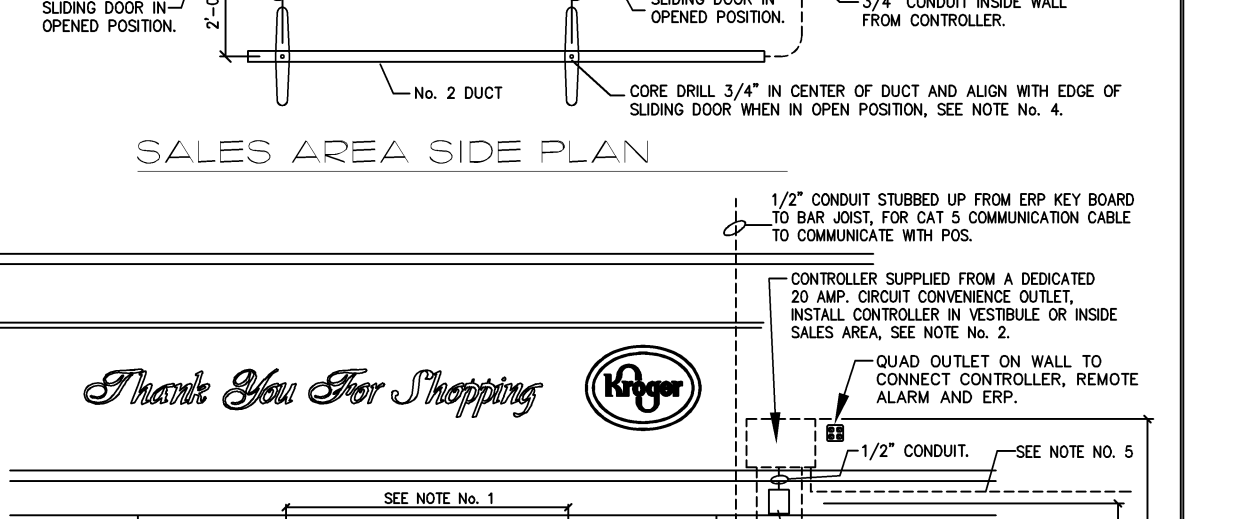 SLIDING DOOR IN
OPENED POSITION.
2'-0
SLIDING DOOR IN
OPENED POSITION.
3/4" CONDUIT INSIDE WALL
FROM CONTROLLER.
No. 2 DUCT
CORE DRILL 3/4" IN CENTER OF DUCT AND ALIGN WITH EDGE OF
SLIDING DOOR WHEN IN OPEN POSITION, SEE NOTE No. 4.
SALES AREA SIDE PLAN
1/2" CONDUIT STUBBED UP FROM ERP KEY BOARD
TO BAR JOIST, FOR CAT 5 COMMUNICATION CABLE
TO COMMUNICATE WITH POS.
CONTROLLER SUPPLIED FROM A DEDICATED
20 AMP. CIRCUIT CONVENIENCE OUTLET,
INSTALL CONTROLLER IN VESTIBULE OR INSIDE
SALES AREA, SEE NOTE No. 2.
Thank You For Shopping
Kroger
QUAD OUTLET ON WALL TO
CONNECT CONTROLLER, REMOTE
ALARM AND ERP.
1/2" CONDUIT.
SEE NOTE NO. 5
SEE NOTE No. 1